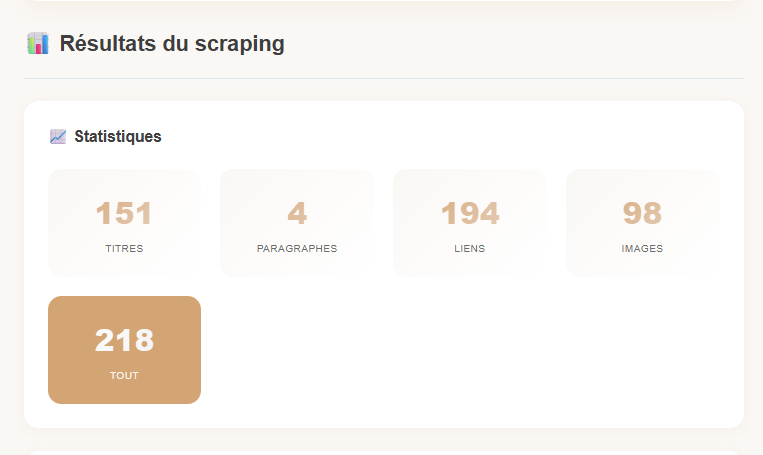 Résultats du scraping
Statistiques
151
TITRES
4
PARAGRAPHES
194
LIENS
98
IMAGES
218
TOUT